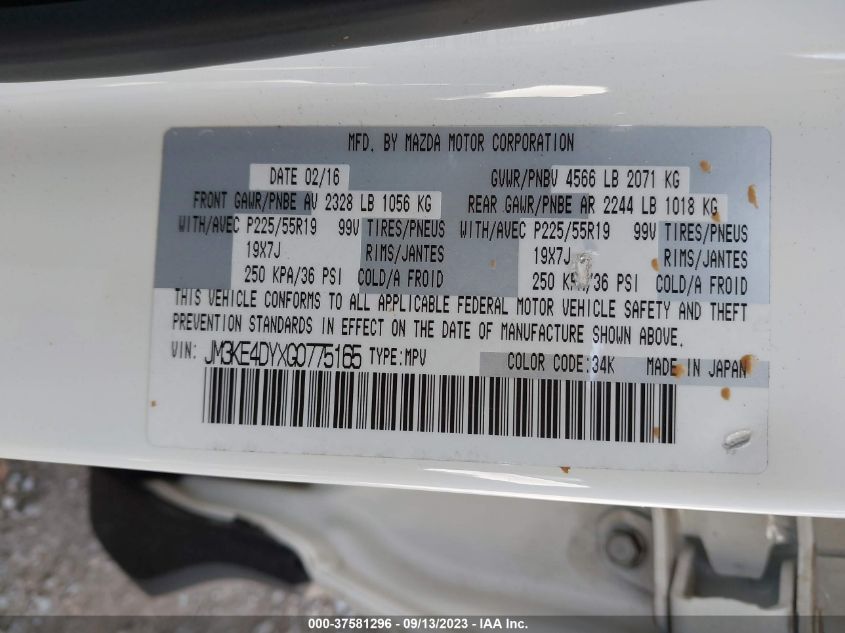 MFD. BY MAZDA MOTOR CORPORATION
DATE 02/16 GVWR/PNBV 4566 LB 2071 KG
FRONT GAWR/PNBE AV 2328 LB 1056 KG REAR GAWR/PNBE AR 2244 LB 1018 KG
WITH/AVEC P225/55R19 99V TIRES/PNEUS WITH/AVEC P225/55R19 99V TIRES/PNEUS
19X7J RIMS/JANTES 19X7J RIMS/JANTES
250 KPA/36 PSI COLD/A FROID 250 KPA/36 PSI COLD/A FROID
THIS VEHICLE CONFORMS TO ALL APPLICABLE FEDERAL MOTOR VEHICLE SAFETY AND THEFT
PREVENTION STANDARDS IN EFFECT ON THE DATE OF MANUFACTURE SHOWN ABOVE.
VIN: JM3KE4DYXG0775165 TYPE:MPV COLOR CODE:34K MADE IN JAPAN
000-37581296 - 09/13/2023 - IAA Inc.